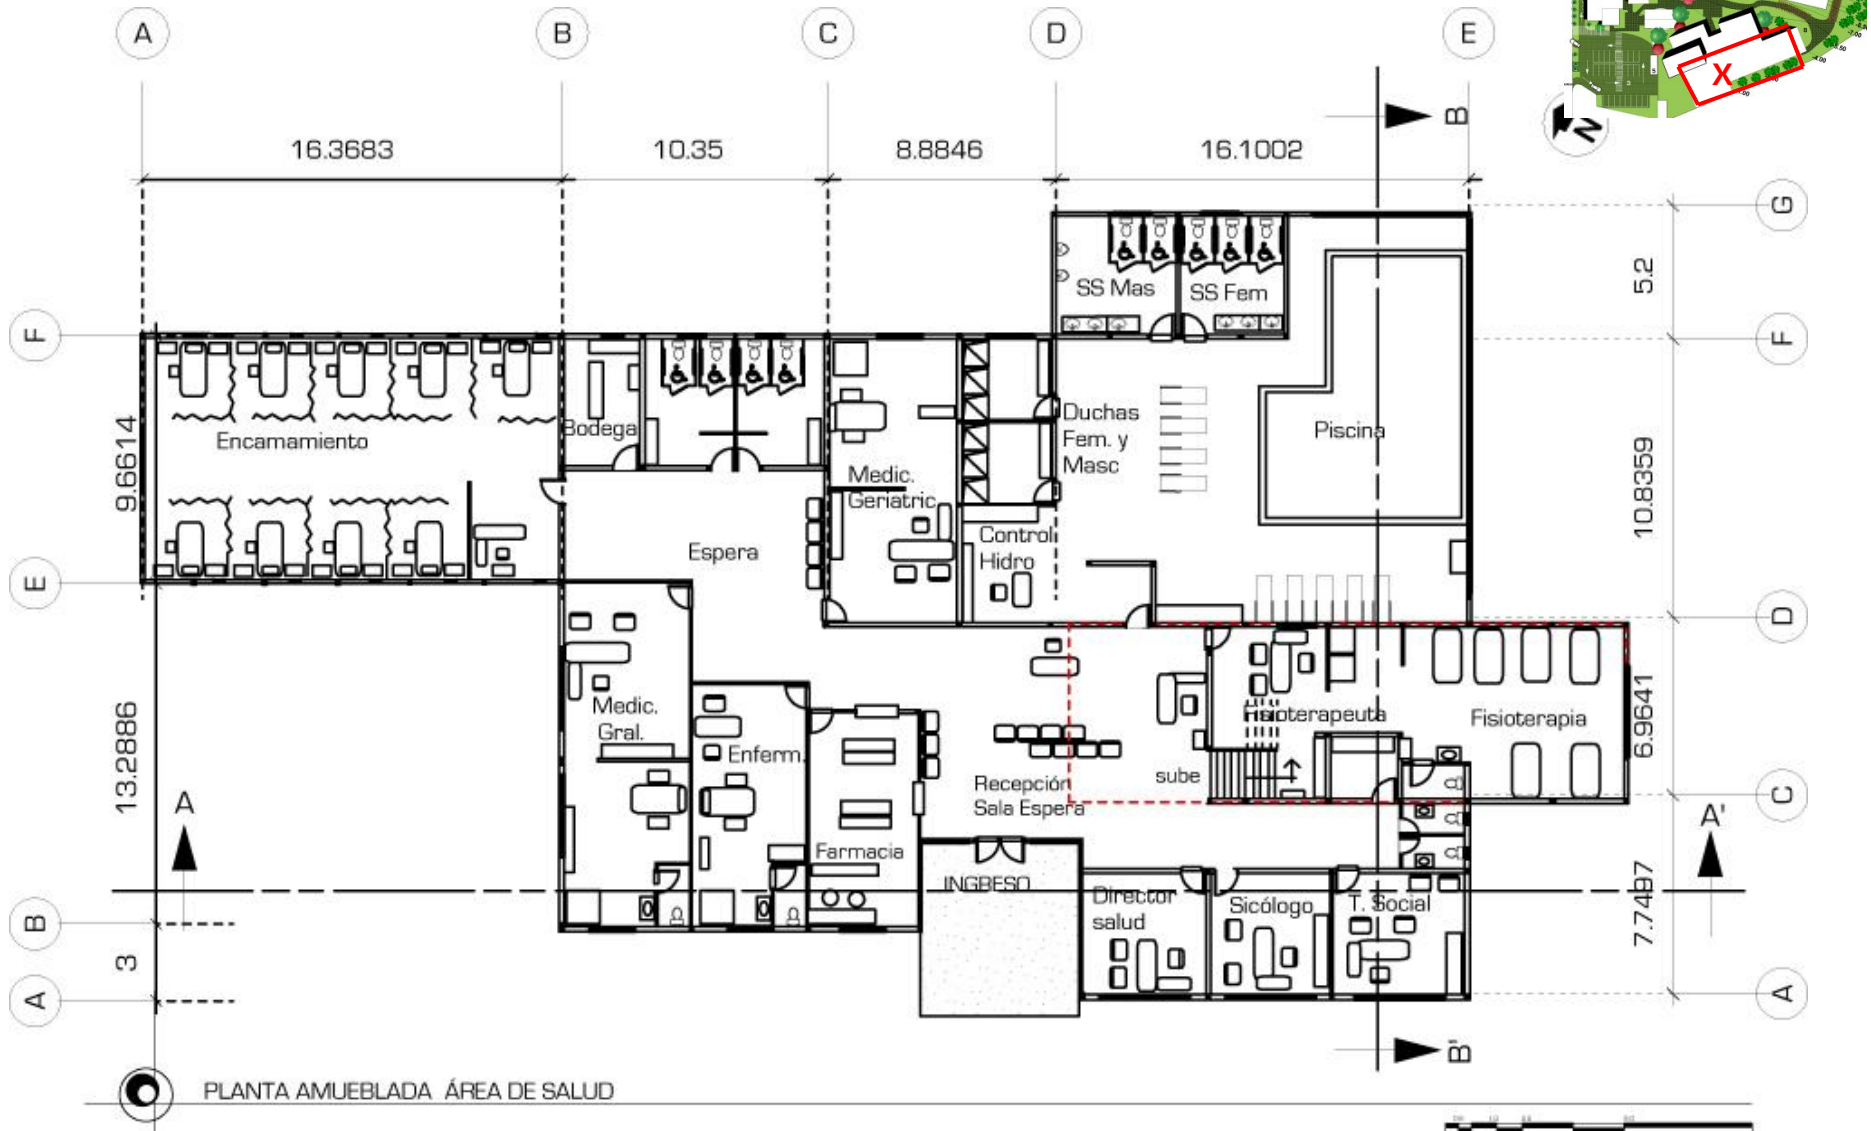 A
B
C
D
E
B
N
16.3683
10.35
8.8846
16.1002
G
5.2
F
F
SS Mas
SS Fem
Duchas
Fem. y
Masc
Piscina
Encamamiento
Bodega
Medic.
Geriatric.
9.6614
10.8359
Espera
Control
Hidro
E
D
Medic.
Gral.
Enferm.
Fisioterapeuta
Fisioterapia
6.9641
13.2886
sube
Recepción
Sala Espera
C
A
A'
Farmacia
INGRESO
Director
salud
Sicólogo
T. Social
7.7497
B
3
A
A
B'
PLANTA AMUEBLADA ÁREA DE SALUD
X